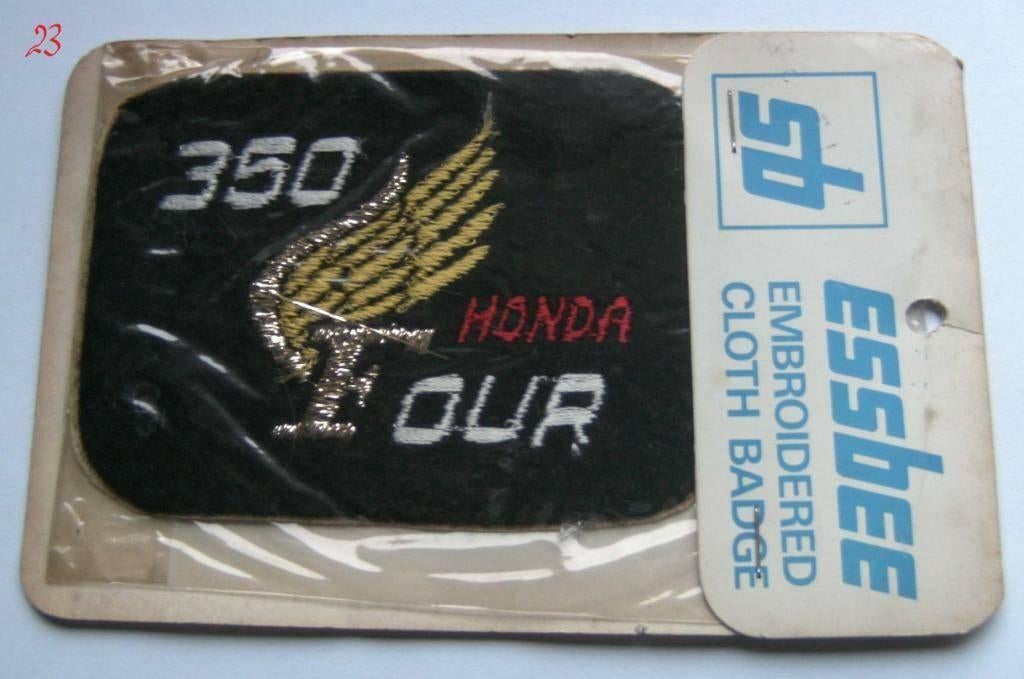 23
350
HONDA
FOUR
sb
ESSbEE
EMBROIDERED
CLOTH BADGE